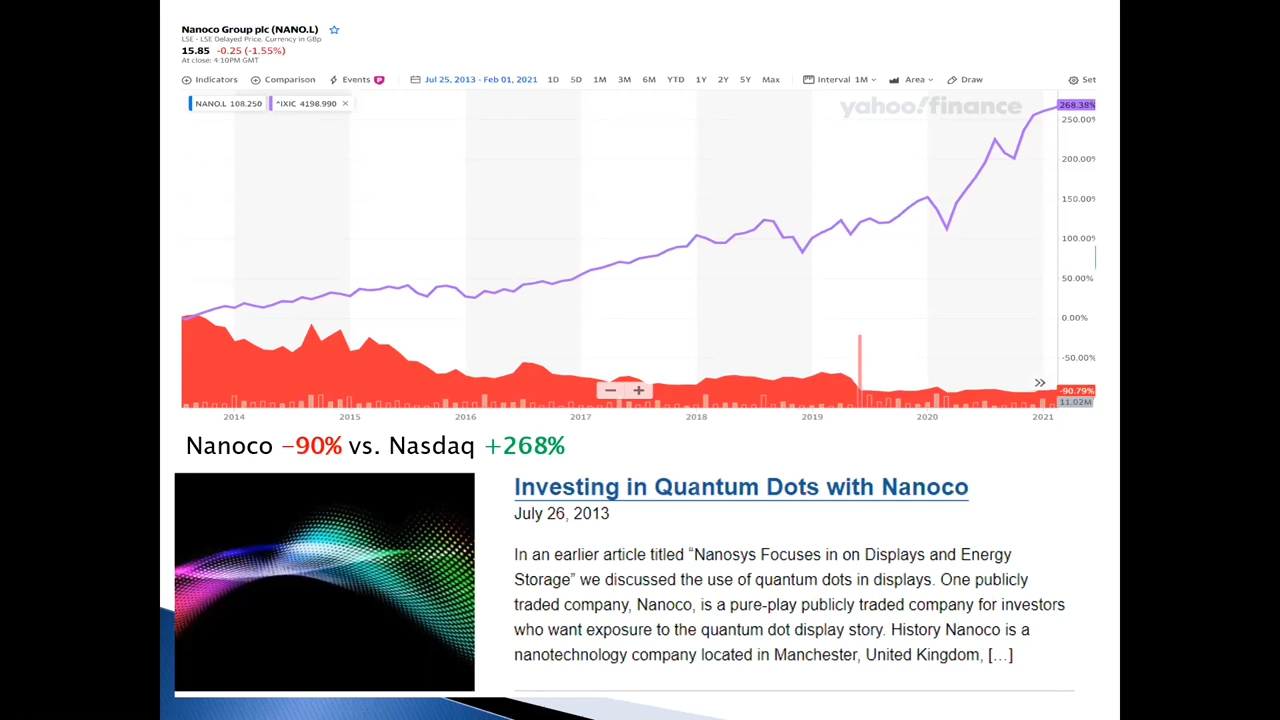 Nanoco Group plc (NANO.L)
LSE - LSE Delayed Price. Currency in GBp
15.85 -0.25 (-1.55%)
At close: 4:10PM GMT
Indicators Comparison Events Jul 25, 2013 - Feb 01, 2021 1D 5D 1M 3M 6M YTD 1Y 2Y 5Y Max Interval 1M Area Draw Set
NANO.L 108.250 ^IXIC 4198.990 ×
yahoo!finance
268.38%
250.00%
200.00%
150.00%
100.00%
50.00%
0.00%
-50.00%
-90.79%
11.02M
2014 2015 2016 2017 2018 2019 2020 2021
Nanoco −90% vs. Nasdaq +268%
Investing in Quantum Dots with Nanoco
July 26, 2013
In an earlier article titled “Nanosys Focuses in on Displays and Energy
Storage” we discussed the use of quantum dots in displays. One publicly
traded company, Nanoco, is a pure-play publicly traded company for investors
who want exposure to the quantum dot display story. History Nanoco is a
nanotechnology company located in Manchester, United Kingdom, […]